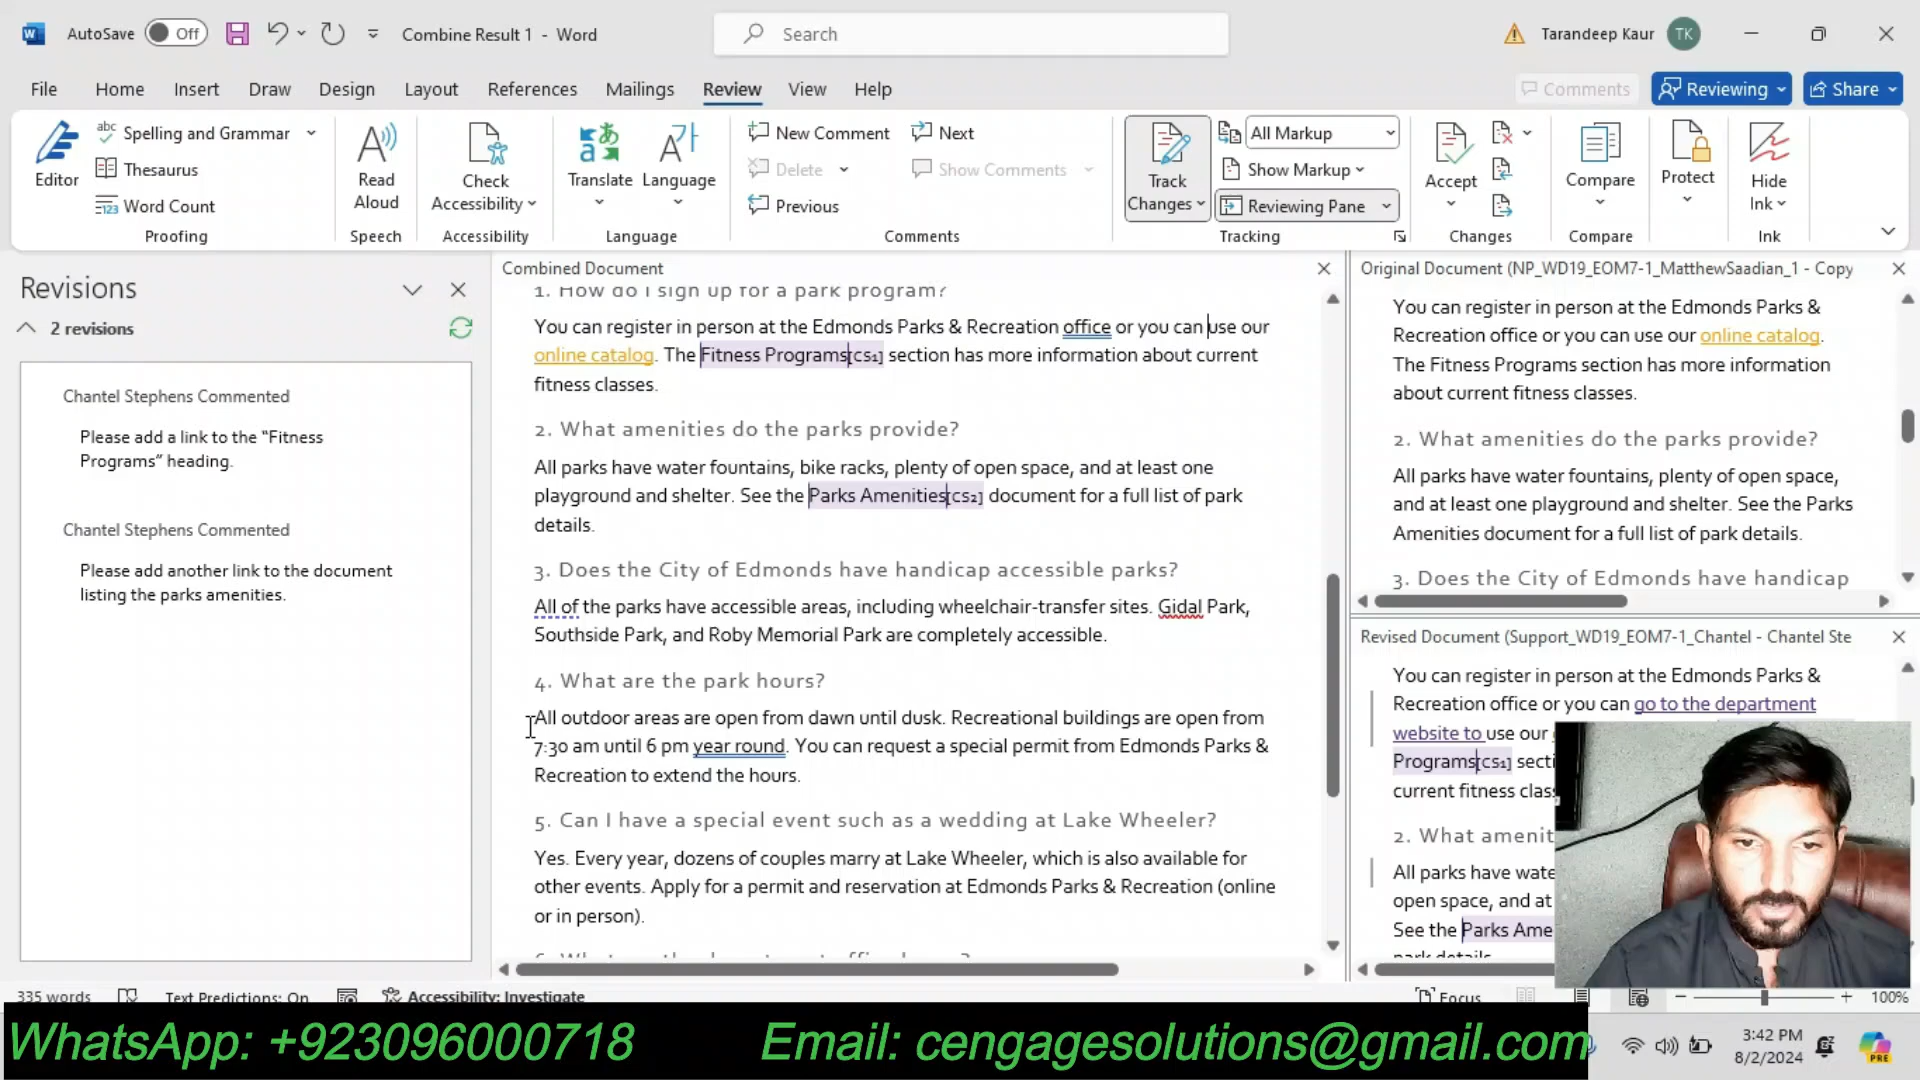 AutoSave Off Combine Result 1 - Word Search Tarandeep Kaur TK
File Home Insert Draw Design Layout References Mailings Review View Help Comments Reviewing Share
Editor
abc Spelling and Grammar
Thesaurus
123 Word Count
Proofing
Read Aloud
Speech
Check Accessibility
Accessibility
Translate
Language
Language
New Comment
Delete
Previous
Next
Show Comments
Comments
Track Changes
All Markup
Show Markup
Reviewing Pane
Tracking
Accept
Changes
Compare
Compare
Protect
Hide Ink
Ink
Revisions
2 revisions
Chantel Stephens Commented
Please add a link to the “Fitness
Programs” heading.
Chantel Stephens Commented
Please add another link to the document
listing the parks amenities.
Combined Document
1. How do I sign up for a park program?
You can register in person at the Edmonds Parks & Recreation office or you can use our
online catalog. The Fitness Programs[CS1] section has more information about current
fitness classes.
2. What amenities do the parks provide?
All parks have water fountains, bike racks, plenty of open space, and at least one
playground and shelter. See the Parks Amenities[CS2] document for a full list of park
details.
3. Does the City of Edmonds have handicap accessible parks?
All of the parks have accessible areas, including wheelchair-transfer sites. Gidal Park,
Southside Park, and Roby Memorial Park are completely accessible.
4. What are the park hours?
All outdoor areas are open from dawn until dusk. Recreational buildings are open from
7:30 am until 6 pm year round. You can request a special permit from Edmonds Parks &
Recreation to extend the hours.
5. Can I have a special event such as a wedding at Lake Wheeler?
Yes. Every year, dozens of couples marry at Lake Wheeler, which is also available for
other events. Apply for a permit and reservation at Edmonds Parks & Recreation (online
or in person).
Original Document (NP_WD19_EOM7-1_MatthewSaadian_1 - Copy
You can register in person at the Edmonds Parks &
Recreation office or you can use our online catalog.
The Fitness Programs section has more information
about current fitness classes.
2. What amenities do the parks provide?
All parks have water fountains, plenty of open space,
and at least one playground and shelter. See the Parks
Amenities document for a full list of park details.
3. Does the City of Edmonds have handicap
Revised Document (Support_WD19_EOM7-1_Chantel - Chantel Ste
You can register in person at the Edmonds Parks &
Recreation office or you can go to the department
website to use our
Programs[CS1] secti
current fitness clas
2. What amenit
All parks have wate
open space, and at
See the Parks Ame
335 words Text Predictions: On Accessibility: Investigate Focus 100%
WhatsApp: +923096000718 Email: cengagesolutions@gmail.com
3:42 PM
8/2/2024
PRE